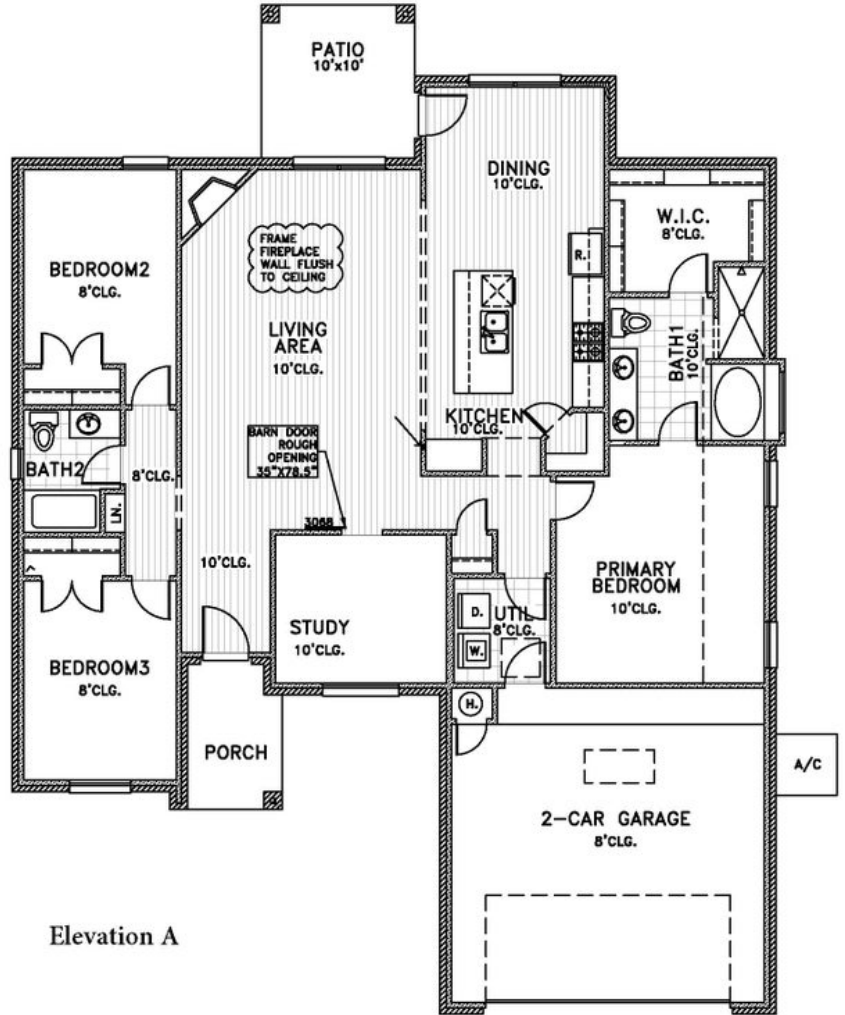 PATIO
10'x10'
DINING
10'CLG.
W.I.C.
8'CLG.
FRAME
FIREPLACE
WALL FLUSH
TO CEILING
R.
BEDROOM2
8'CLG.
LIVING
AREA
10'CLG.
BATH1
10'CLG.
KITCHEN
10'CLG.
BARN DOOR
ROUGH
OPENING
35"X78.5"
BATH2
8'CLG.
LN.
3068
10'CLG.
PRIMARY
BEDROOM
10'CLG.
STUDY
10'CLG.
D.
UTIL
8'CLG.
W.
BEDROOM3
8'CLG.
H.
PORCH
A/C
2-CAR GARAGE
8'CLG.
Elevation A